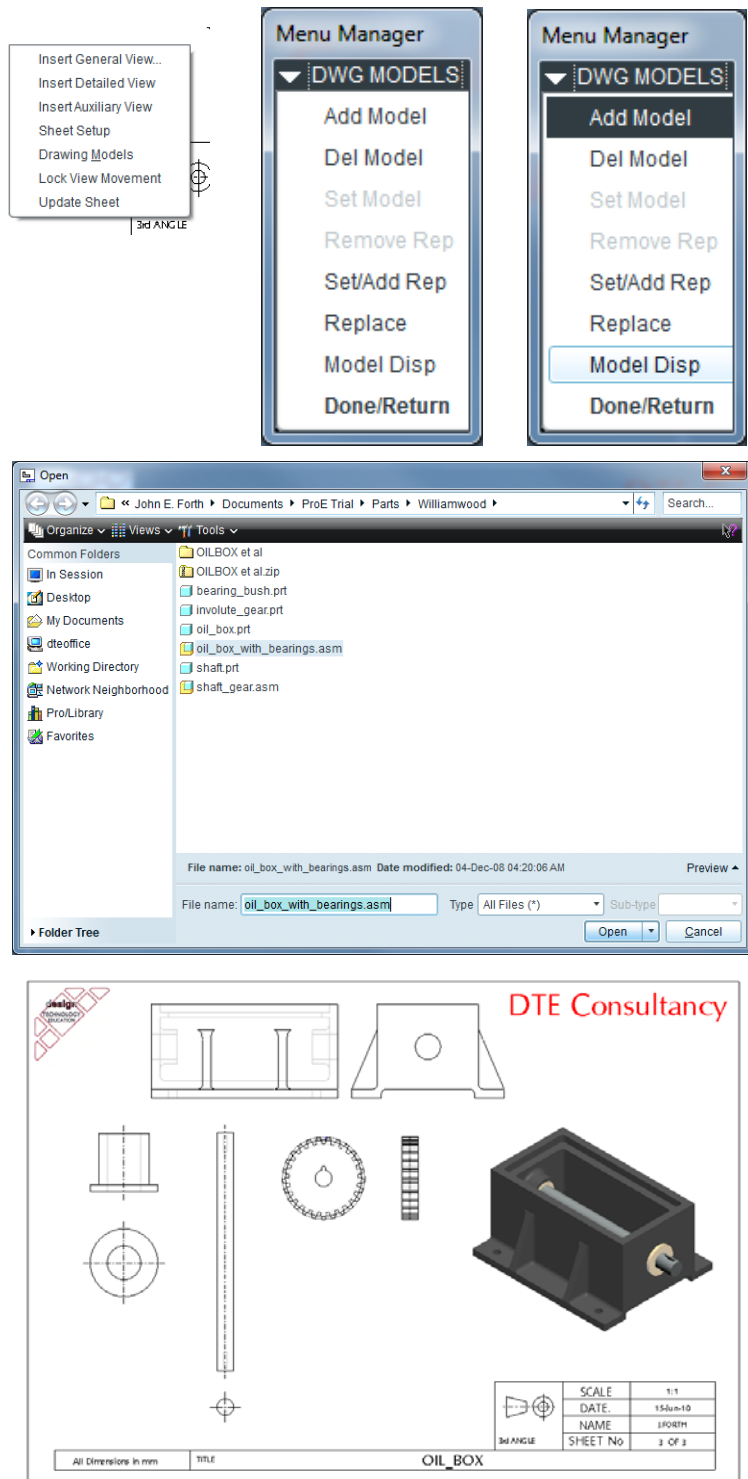 Insert General View...
Insert Detailed View
Insert Auxiliary View
Sheet Setup
Drawing Models
Lock View Movement
Update Sheet
3rd ANGLE
Menu Manager
DWG MODELS
Add Model
Del Model
Set Model
Remove Rep
Set/Add Rep
Replace
Model Disp
Done/Return
Menu Manager
DWG MODELS
Add Model
Del Model
Set Model
Remove Rep
Set/Add Rep
Replace
Model Disp
Done/Return
Open
« John E. Forth Documents ProE Trial Parts Williamwood Search...
Organize Views Tools
Common Folders
In Session
Desktop
My Documents
dteoffice
Working Directory
Network Neighborhood
Pro/Library
Favorites
OILBOX et al
OILBOX et al.zip
bearing_bush.prt
involute_gear.prt
oil_box.prt
oil_box_with_bearings.asm
shaft.prt
shaft_gear.asm
File name: oil_box_with_bearings.asm Date modified: 04-Dec-08 04:20:06 AM Preview
File name: oil_box_with_bearings.asm Type All Files (*) Sub-type
Folder Tree Open Cancel
design
TECHNOLOGY
EDUCATION
DTE Consultancy
3rd ANGLE
SCALE 1:1
DATE. 15-Jun-10
NAME J.FORTH
SHEET No 3 OF 3
All Dimensions in mm TITLE OIL_BOX